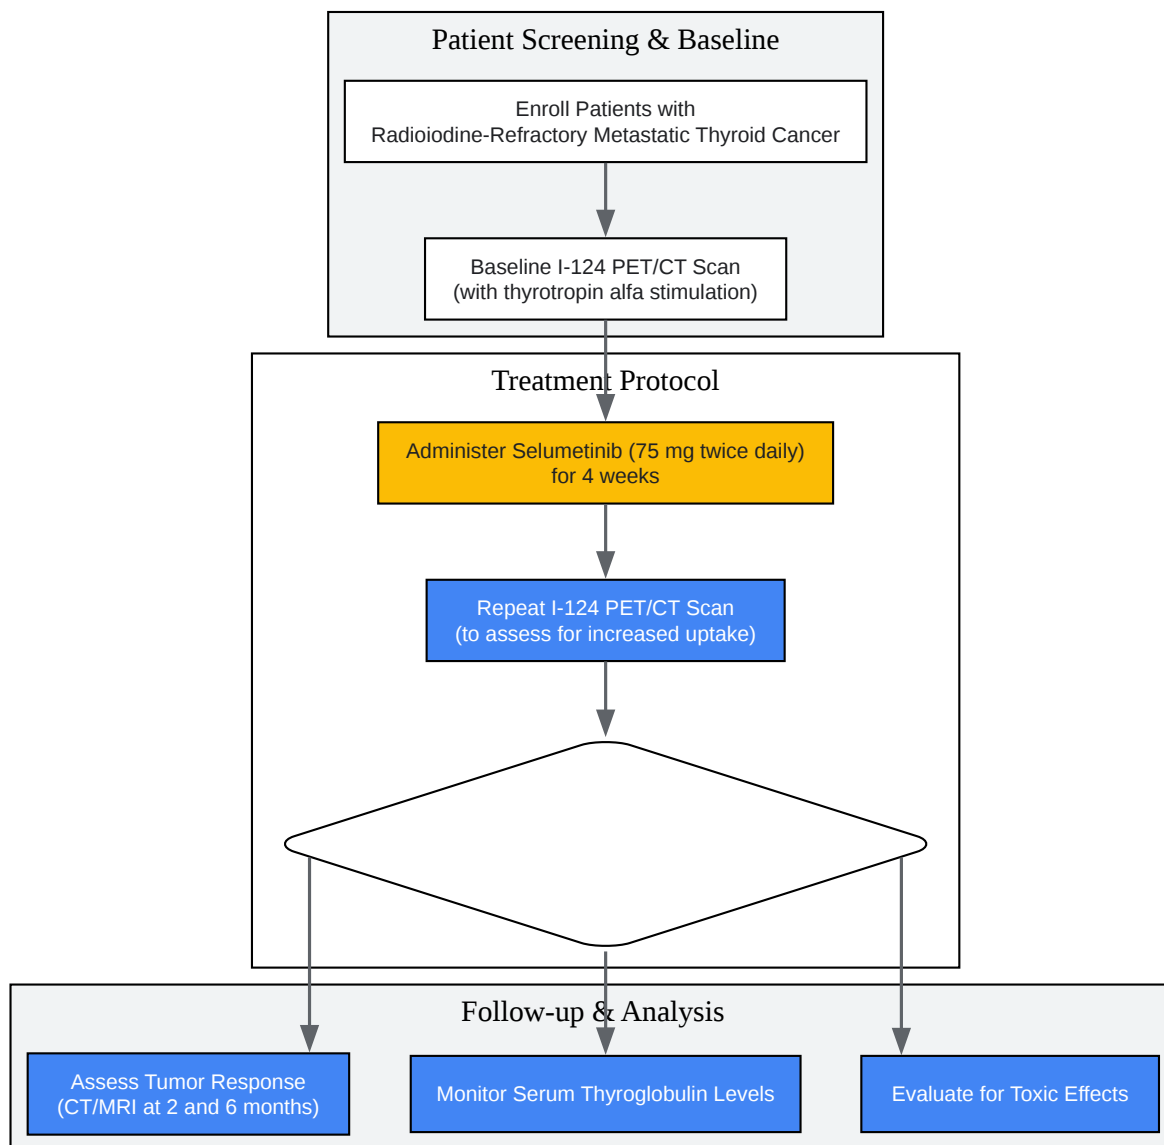 Patient Screening & Baseline
Enroll Patients with
Radioiodine-Refractory Metastatic Thyroid Cancer
Baseline I-124 PET/CT Scan
(with thyrotropin alfa stimulation)
Treatment Protocol
Administer Selumetinib (75 mg twice daily)
for 4 weeks
Repeat I-124 PET/CT Scan
(to assess for increased uptake)
Follow-up & Analysis
Assess Tumor Response
(CT/MRI at 2 and 6 months)
Monitor Serum Thyroglobulin Levels
Evaluate for Toxic Effects